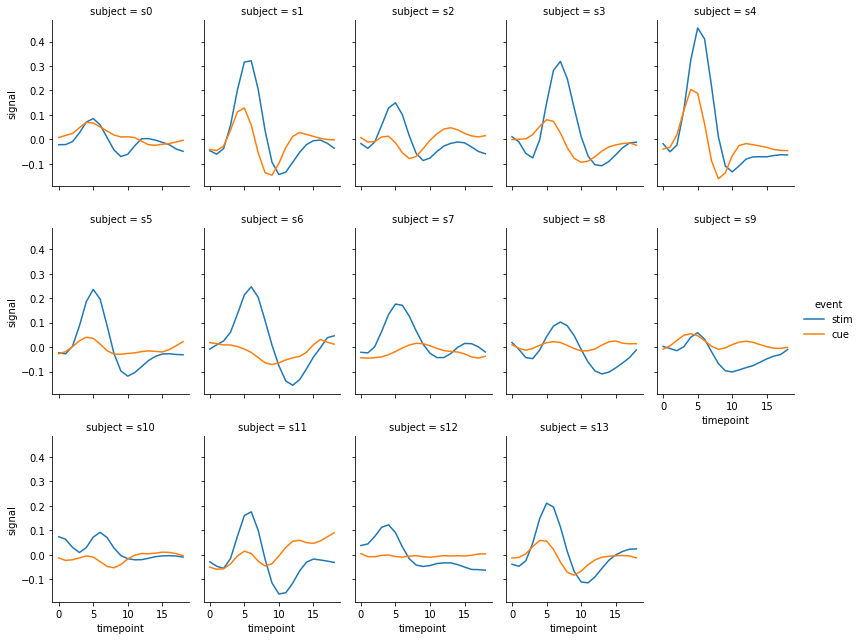 subject = s0 subject = s1 subject = s2 subject = s3 subject = s4
0.4
0.3
0.2
0.1
0.0
−0.1
signal
subject = s5 subject = s6 subject = s7 subject = s8 subject = s9
0.4
0.3
0.2
0.1
0.0
−0.1
signal
0 5 10 15
timepoint
event
stim
cue
subject = s10 subject = s11 subject = s12 subject = s13
0.4
0.3
0.2
0.1
0.0
−0.1
signal
0 5 10 15 0 5 10 15 0 5 10 15 0 5 10 15
timepoint timepoint timepoint timepoint